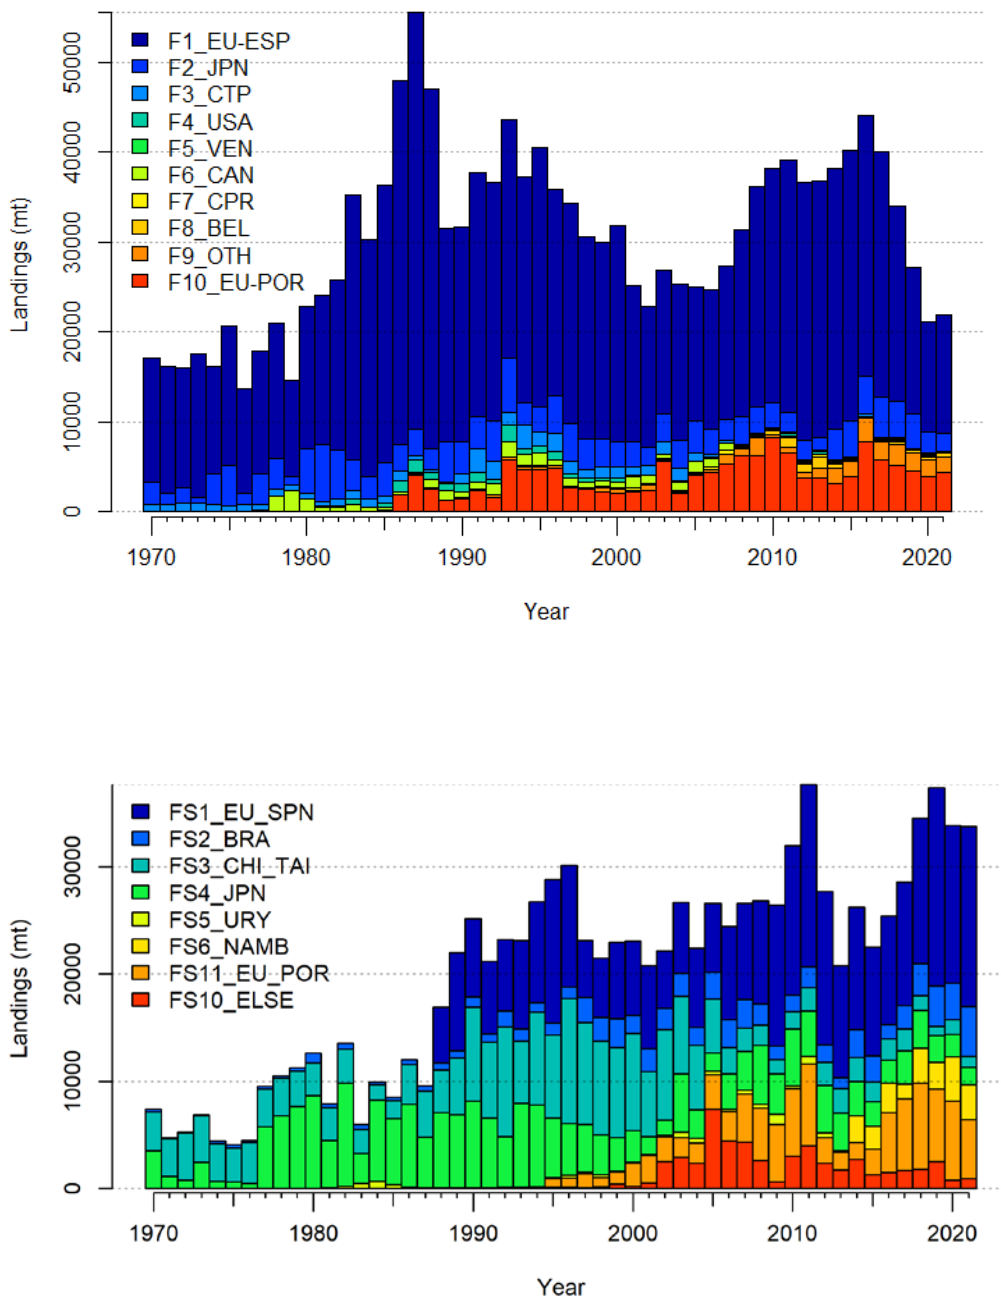 F1_EU-ESP
F2_JPN
F3_CTP
F4_USA
F5_VEN
F6_CAN
F7_CPR
F8_BEL
F9_OTH
F10_EU-POR
Landings (mt)
50000
40000
30000
20000
10000
0
1970 1980 1990 2000 2010 2020
Year
FS1_EU_SPN
FS2_BRA
FS3_CHI_TAI
FS4_JPN
FS5_URY
FS6_NAMB
FS11_EU_POR
FS10_ELSE
Landings (mt)
30000
20000
10000
0
1970 1980 1990 2000 2010 2020
Year